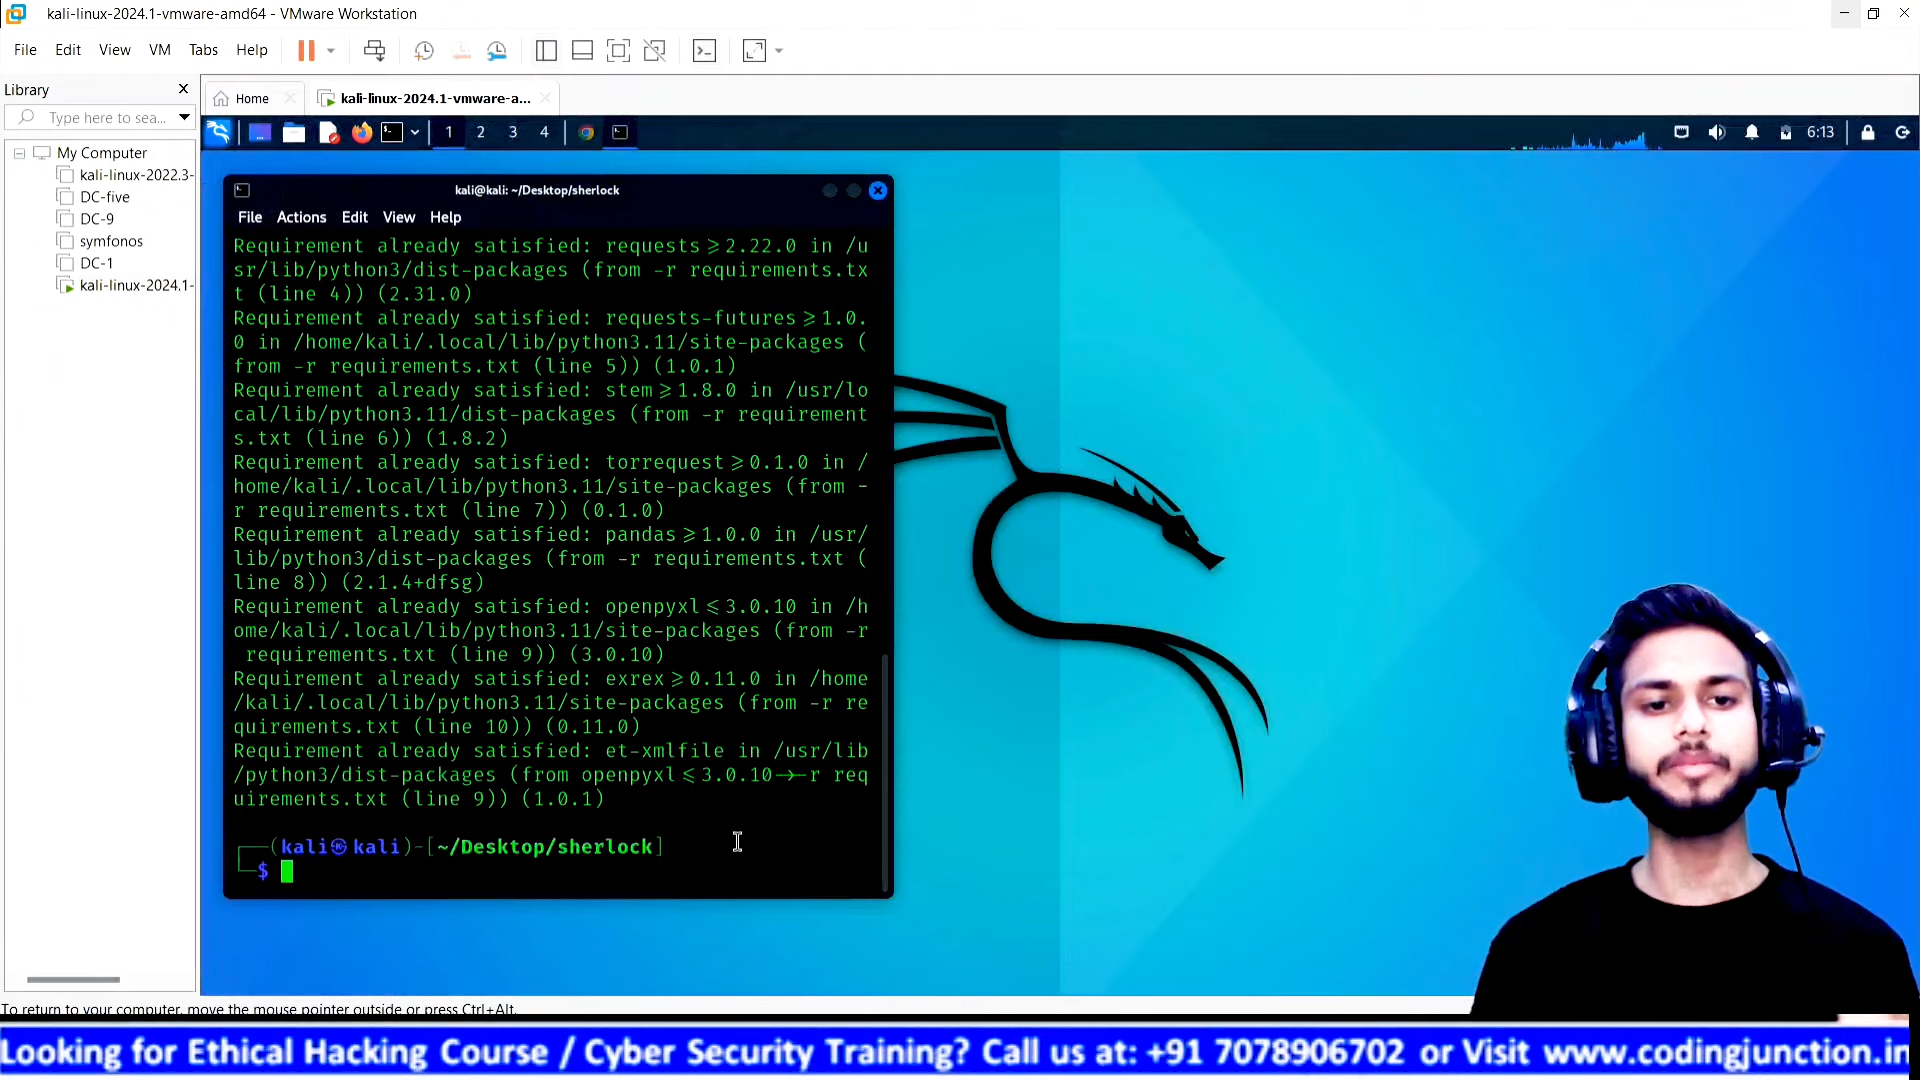 kali-linux-2024.1-vmware-amd64 - VMware Workstation
File Edit View VM Tabs Help
Library
Type here to sea...
My Computer
kali-linux-2022.3-
DC-five
DC-9
symfonos
DC-1
kali-linux-2024.1-
Home
kali-linux-2024.1-vmware-a...
1 2 3 4
6:13
kali@kali: ~/Desktop/sherlock
File Actions Edit View Help
Requirement already satisfied: requests≥2.22.0 in /u
sr/lib/python3/dist-packages (from -r requirements.tx
t (line 4)) (2.31.0)
Requirement already satisfied: requests-futures≥1.0.
0 in /home/kali/.local/lib/python3.11/site-packages (
from -r requirements.txt (line 5)) (1.0.1)
Requirement already satisfied: stem≥1.8.0 in /usr/lo
cal/lib/python3.11/dist-packages (from -r requirement
s.txt (line 6)) (1.8.2)
Requirement already satisfied: torrequest≥0.1.0 in /
home/kali/.local/lib/python3.11/site-packages (from -
r requirements.txt (line 7)) (0.1.0)
Requirement already satisfied: pandas≥1.0.0 in /usr/
lib/python3/dist-packages (from -r requirements.txt (
line 8)) (2.1.4+dfsg)
Requirement already satisfied: openpyxl≤3.0.10 in /h
ome/kali/.local/lib/python3.11/site-packages (from -r
requirements.txt (line 9)) (3.0.10)
Requirement already satisfied: exrex≥0.11.0 in /home
/kali/.local/lib/python3.11/site-packages (from -r re
quirements.txt (line 10)) (0.11.0)
Requirement already satisfied: et-xmlfile in /usr/lib
/python3/dist-packages (from openpyxl≤3.0.10→-r req
uirements.txt (line 9)) (1.0.1)
┌──(kali㉿kali)-[~/Desktop/sherlock]
└─$
To return to your computer, move the mouse pointer outside or press Ctrl+Alt.
Looking for Ethical Hacking Course / Cyber Security Training? Call us at: +91 7078906702 or Visit www.codingjunction.in